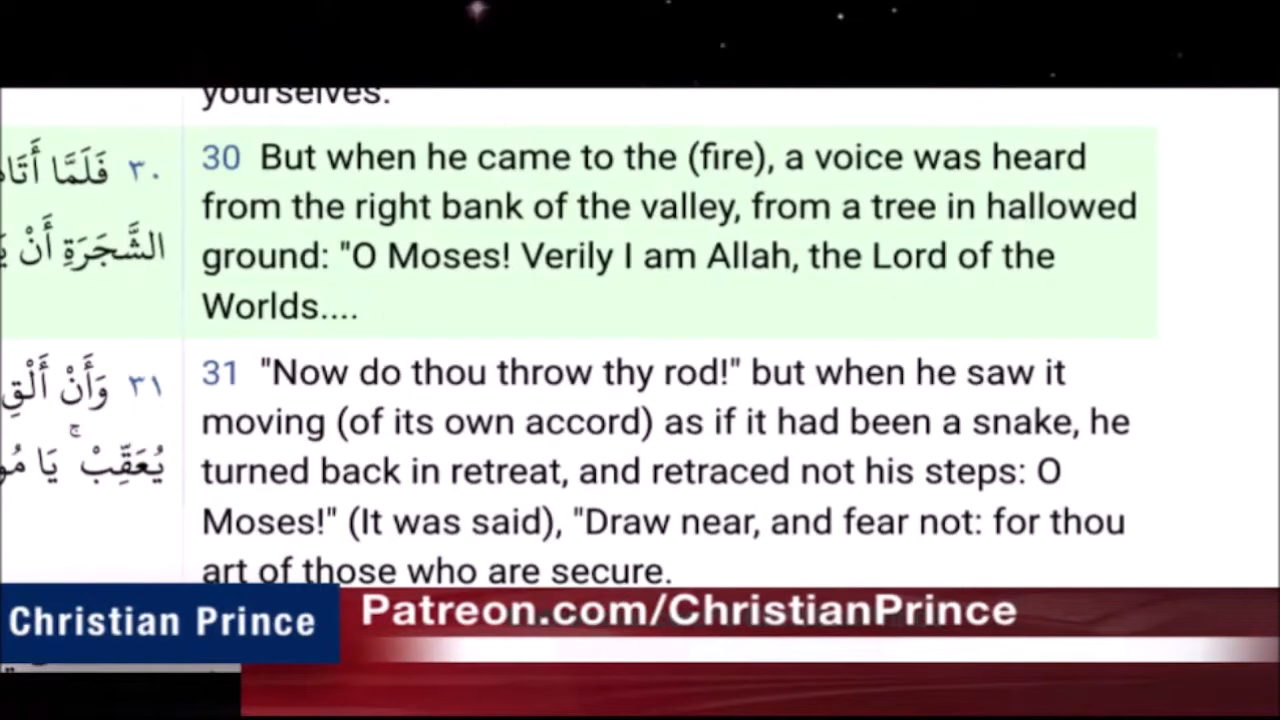 yourselves.
٣٠ فَلَمَّا
الشَّجَرَةِ أَنْ
30 But when he came to the (fire), a voice was heard
from the right bank of the valley, from a tree in hallowed
ground: "O Moses! Verily I am Allah, the Lord of the
Worlds....
٣١ وَأَنْ أَلْقِ
يُعَقِّبْ ۚ يَا
31 "Now do thou throw thy rod!" but when he saw it
moving (of its own accord) as if it had been a snake, he
turned back in retreat, and retraced not his steps: O
Moses!" (It was said), "Draw near, and fear not: for thou
art of those who are secure.
Christian Prince
Patreon.com/ChristianPrince